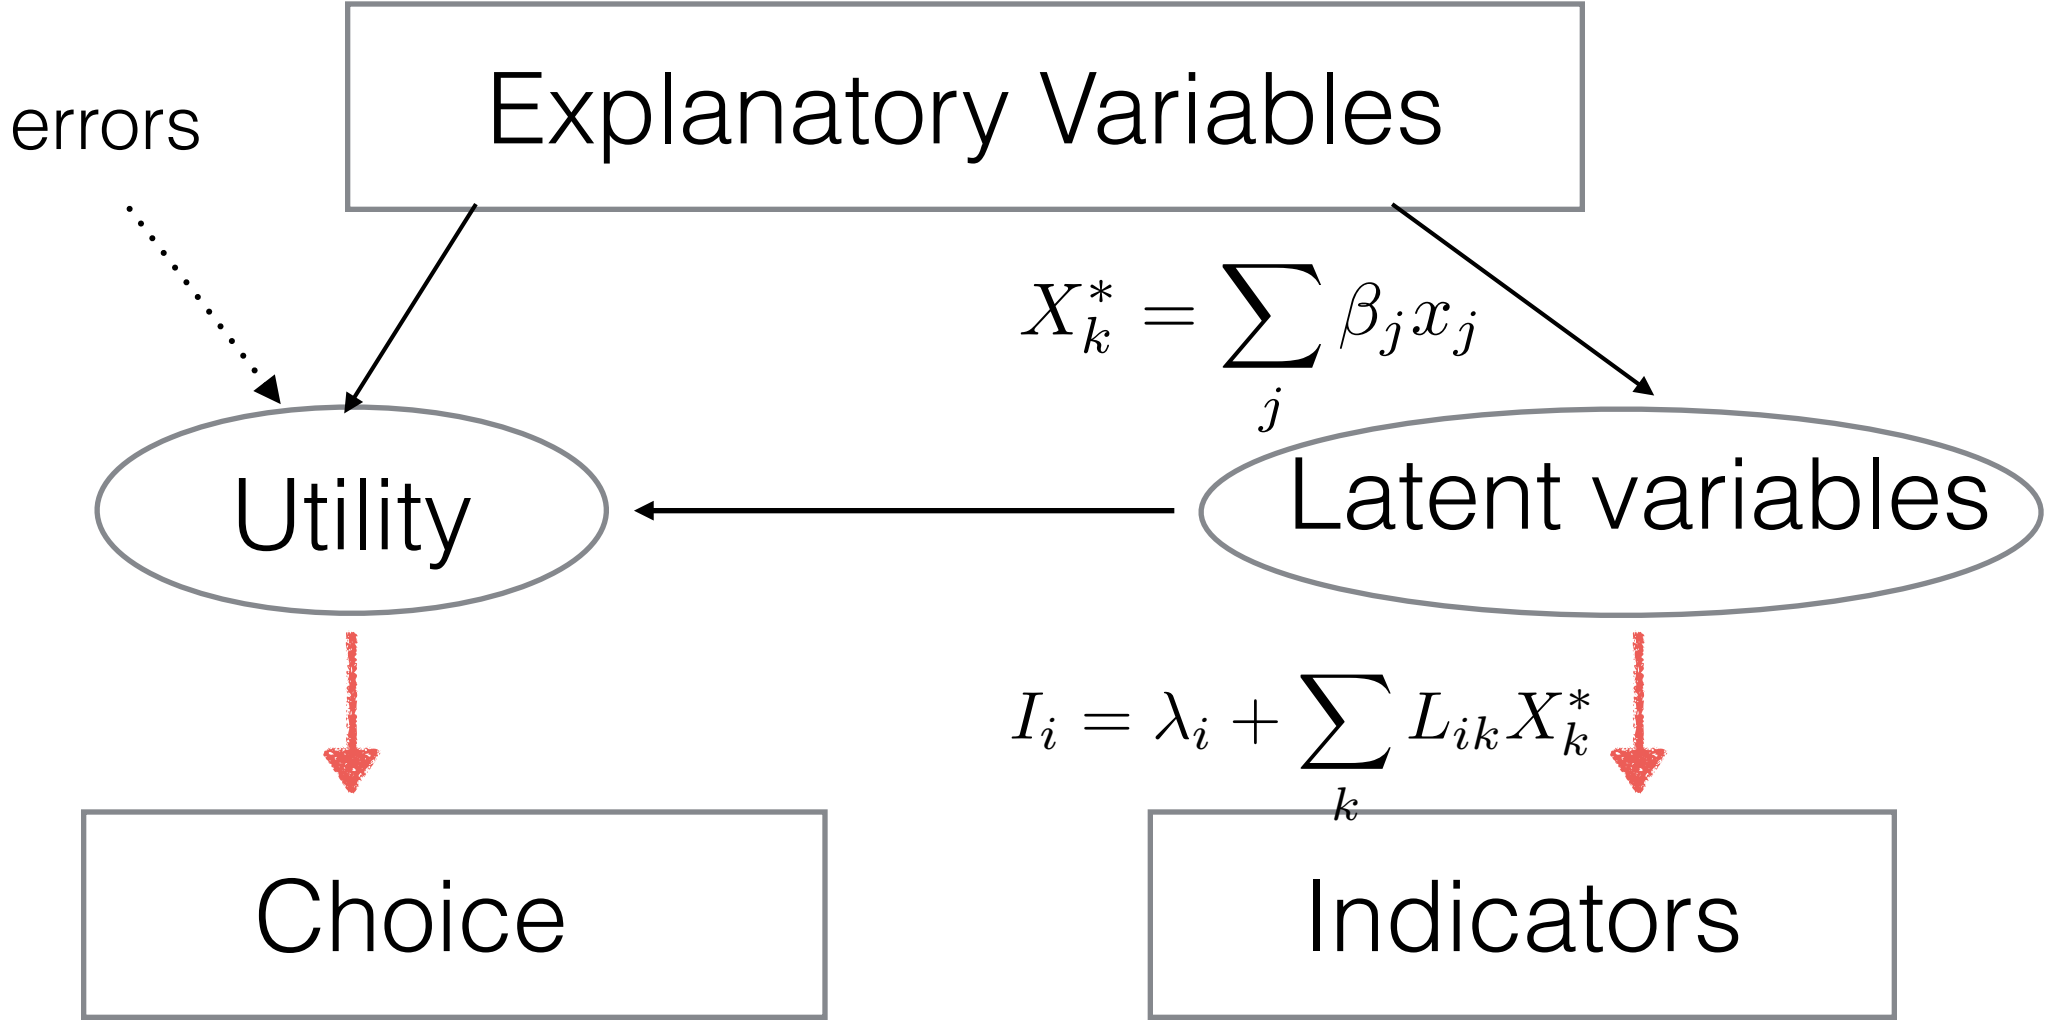 Explanatory Variables
errors
$X_k^* = \sum_j \beta_j x_j$
Utility
Latent variables
$I_i = \lambda_i + \sum_k L_{ik} X_k^*$
Choice
Indicators